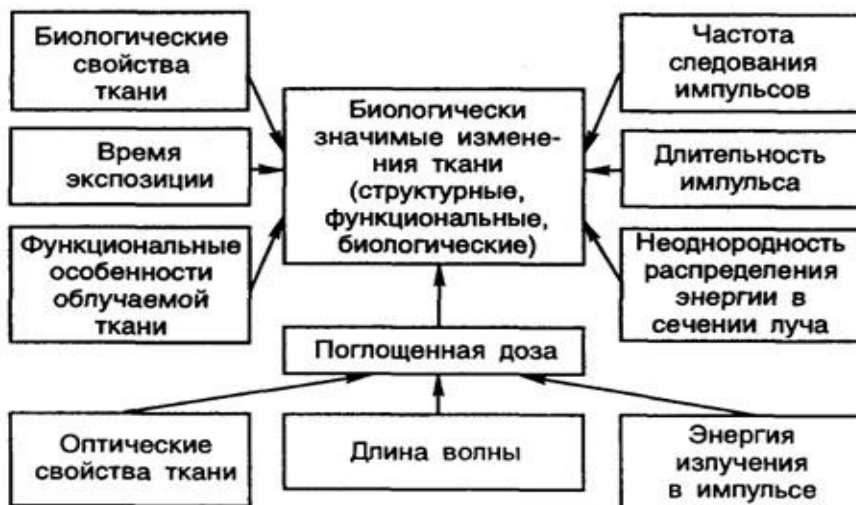 Биологические
свойства
ткани
Время
экспозиции
Функциональные
особенности
облучаемой
ткани
Биологически
значимые измене-
ния ткани
(структурные,
функциональные,
биологические)
Частота
следования
импульсов
Длительность
импульса
Неоднородность
распределения
энергии в
сечении луча
Поглощенная доза
Оптические
свойства ткани
Длина волны
Энергия
излучения
в импульсе